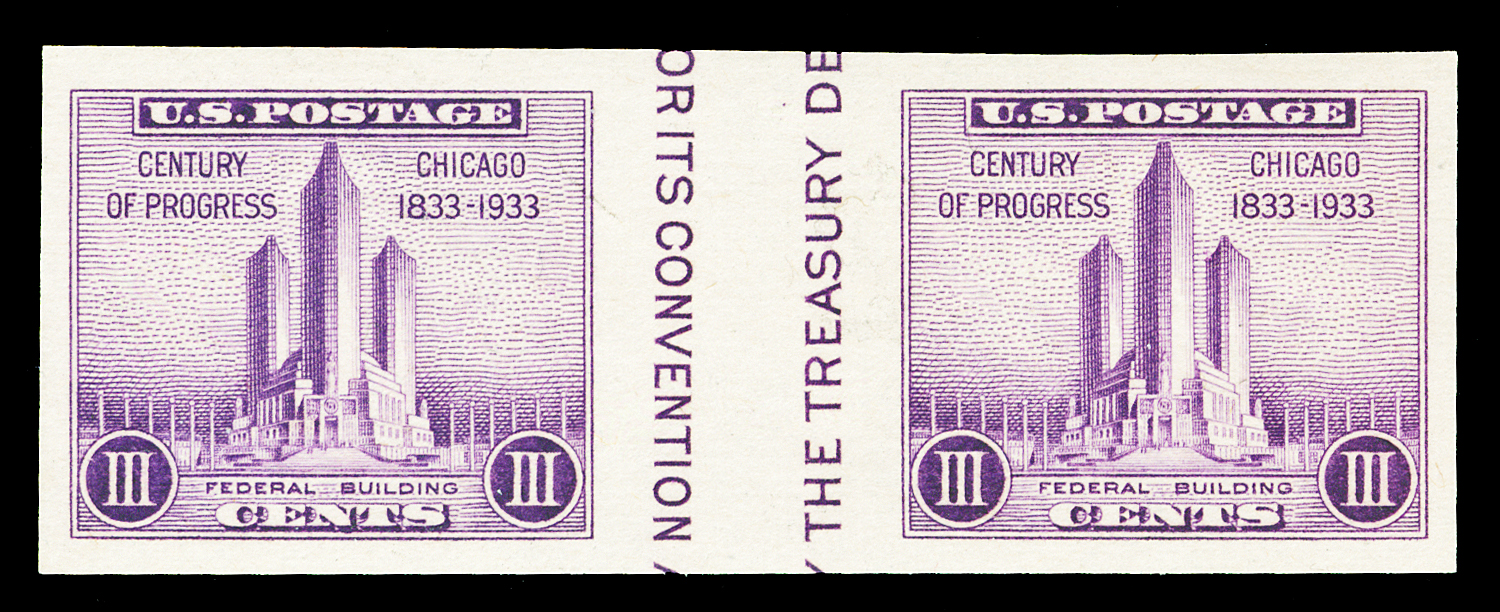 U.S. POSTAGE
CENTURY
OF PROGRESS
CHICAGO
1833-1933
III
FEDERAL BUILDING
III
CENTS
OR ITS CONVENTION A
Y THE TREASURY DE
U.S. POSTAGE
CENTURY
OF PROGRESS
CHICAGO
1833-1933
III
FEDERAL BUILDING
III
CENTS